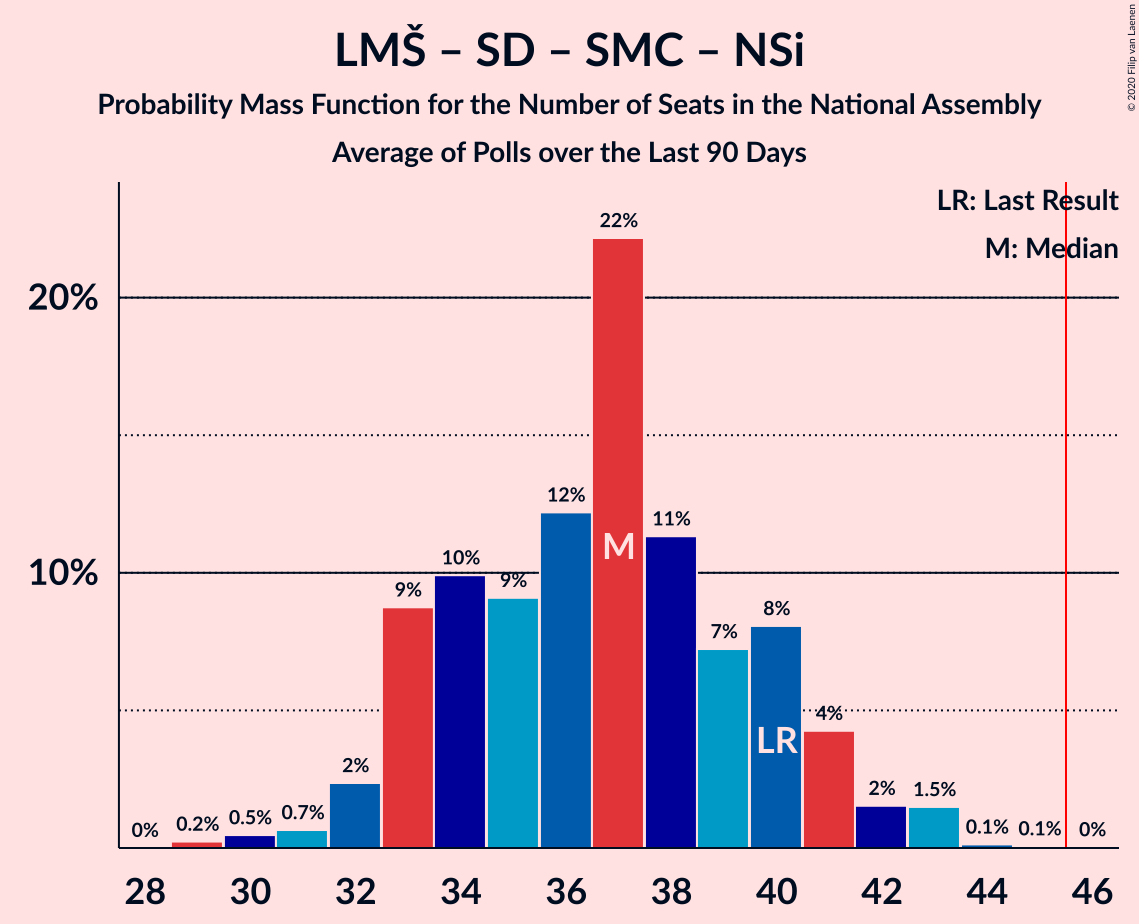 LMŠ – SD – SMC – NSi
Probability Mass Function for the Number of Seats in the National Assembly
Average of Polls over the Last 90 Days
© 2020 Filip van Laenen
LR: Last Result
M: Median
20%
10%
0%
0.2%
0.5%
0.7%
2%
9%
10%
9%
12%
22%
11%
7%
8%
4%
2%
1.5%
0.1%
0.1%
0%
M
LR
28 30 32 34 36 38 40 42 44 46